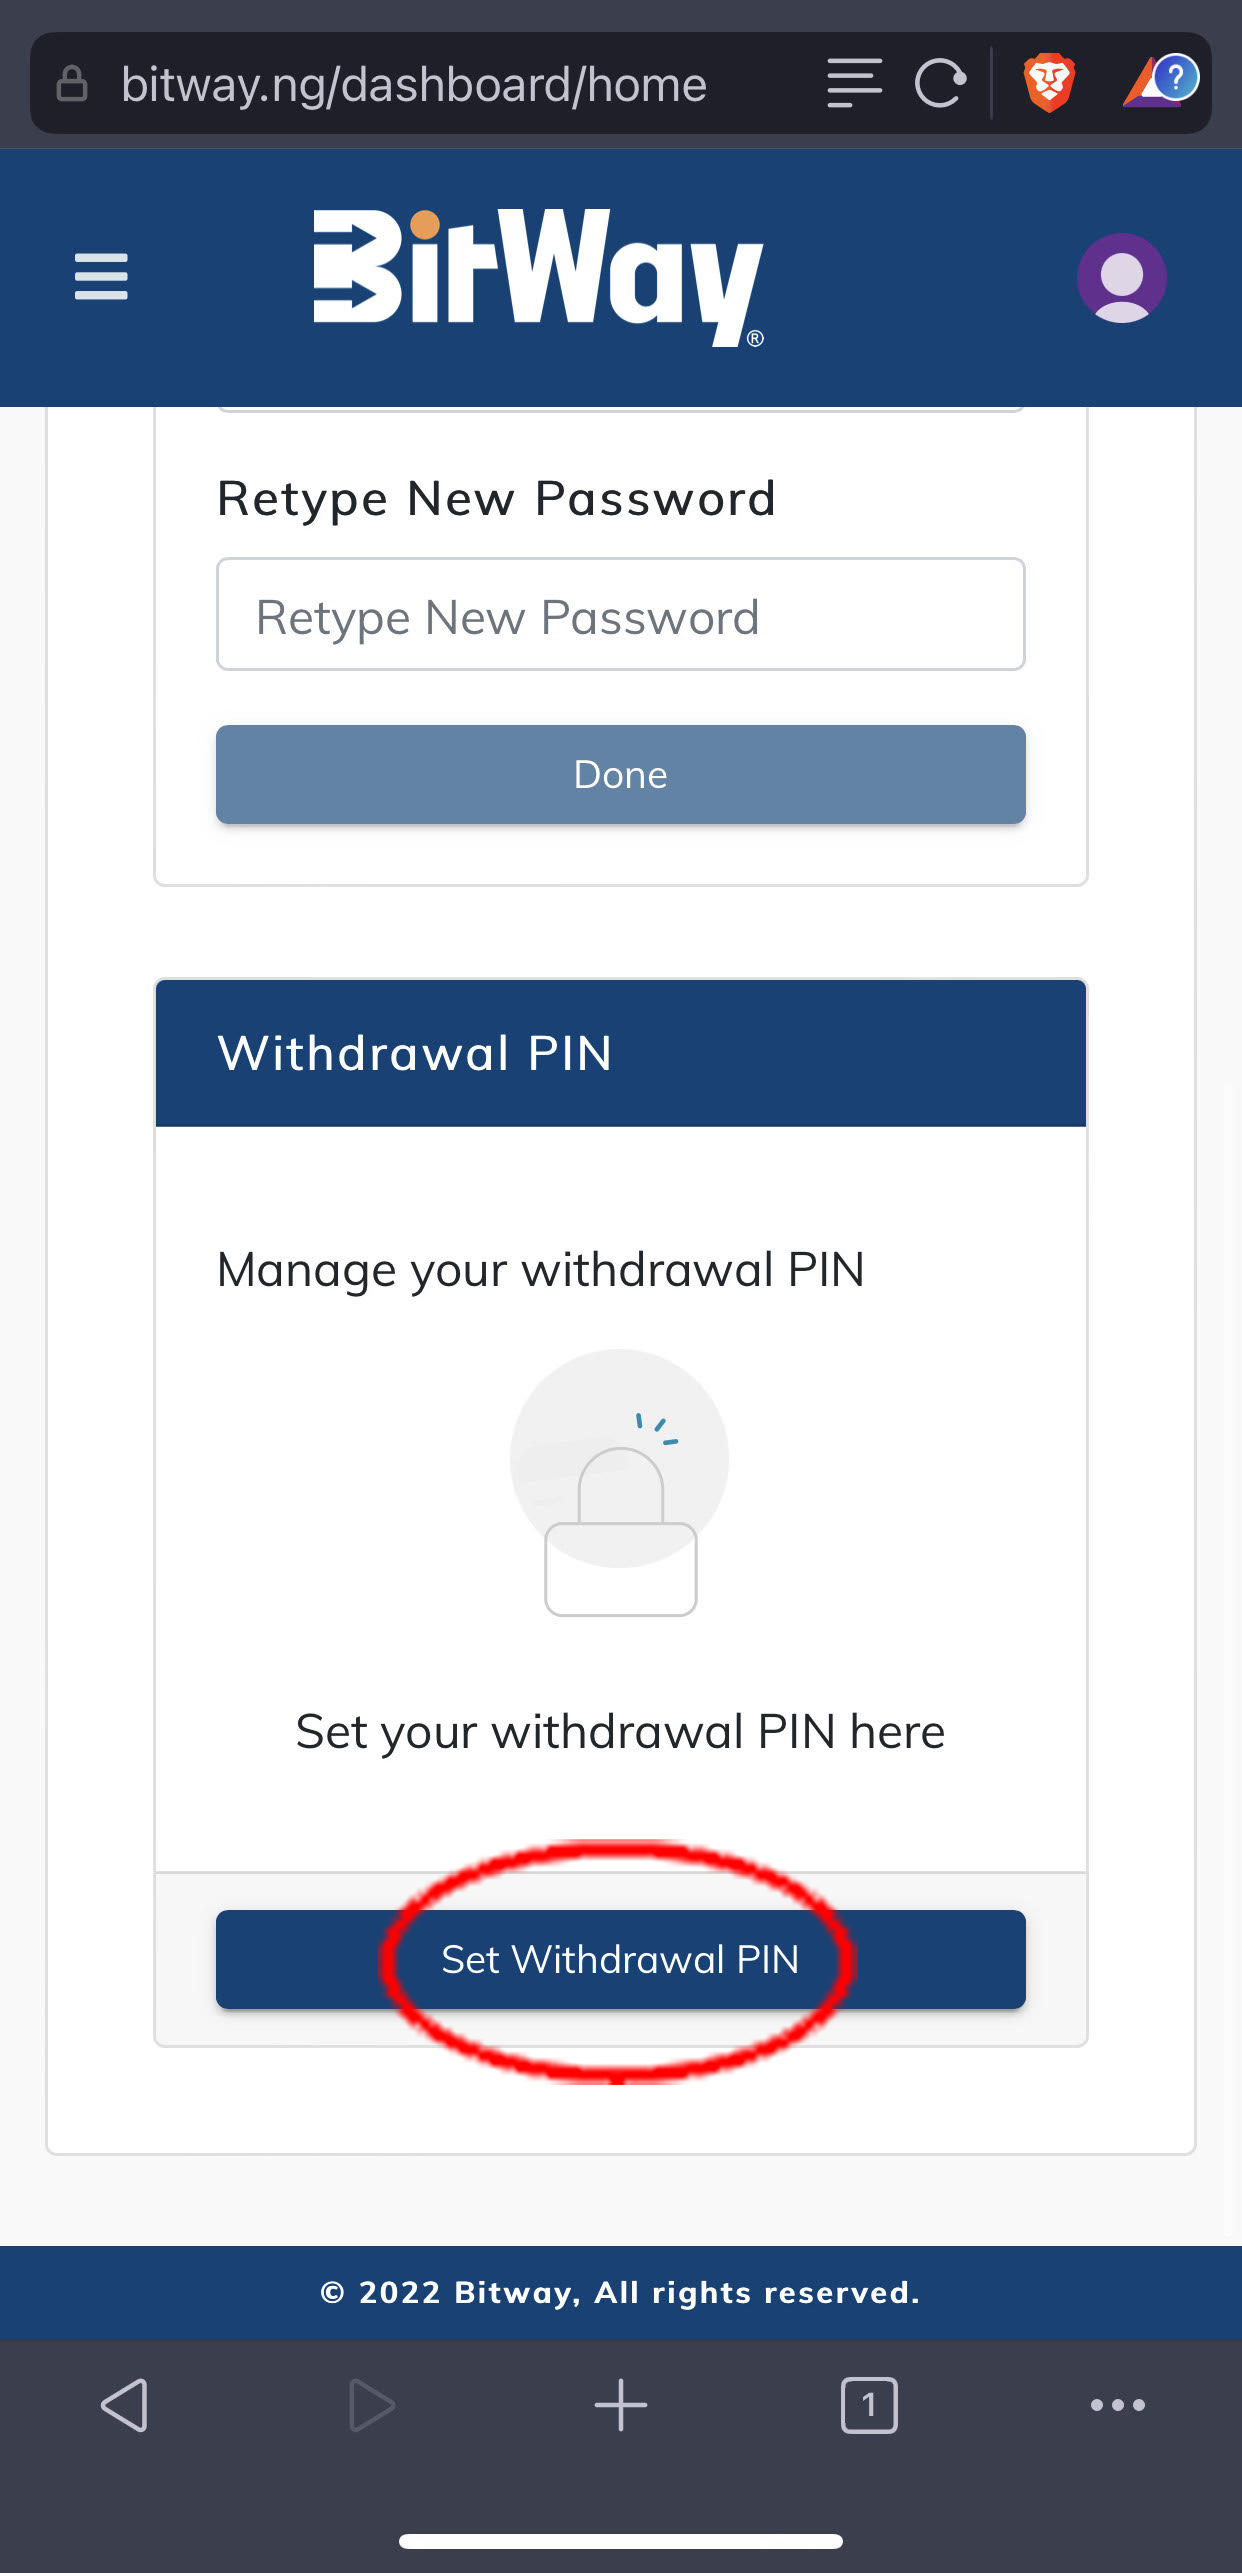 bitway.ng/dashboard/home
?
BitWay®
Retype New Password
Retype New Password
Done
Withdrawal PIN
Manage your withdrawal PIN
Set your withdrawal PIN here
Set Withdrawal PIN
© 2022 Bitway, All rights reserved.
1